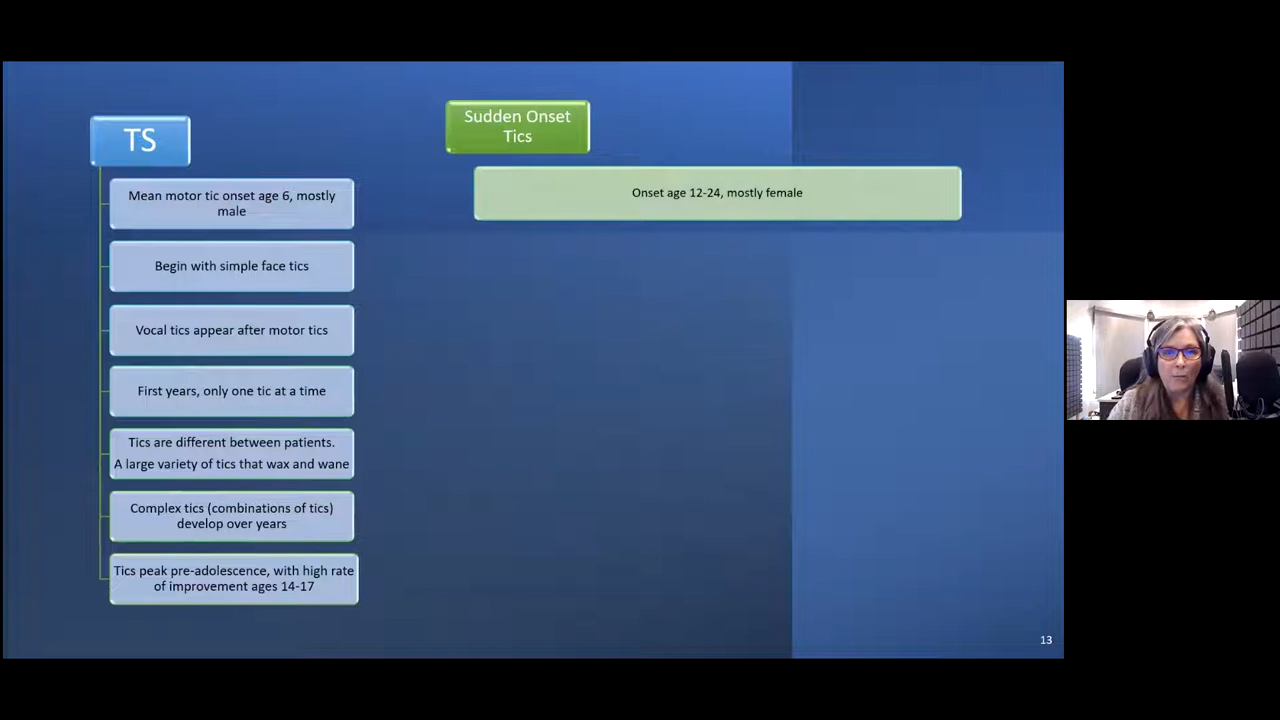 TS
Mean motor tic onset age 6, mostly
male
Begin with simple face tics
Vocal tics appear after motor tics
First years, only one tic at a time
Tics are different between patients.
A large variety of tics that wax and wane
Complex tics (combinations of tics)
develop over years
Tics peak pre-adolescence, with high rate
of improvement ages 14-17
Sudden Onset
Tics
Onset age 12-24, mostly female
13